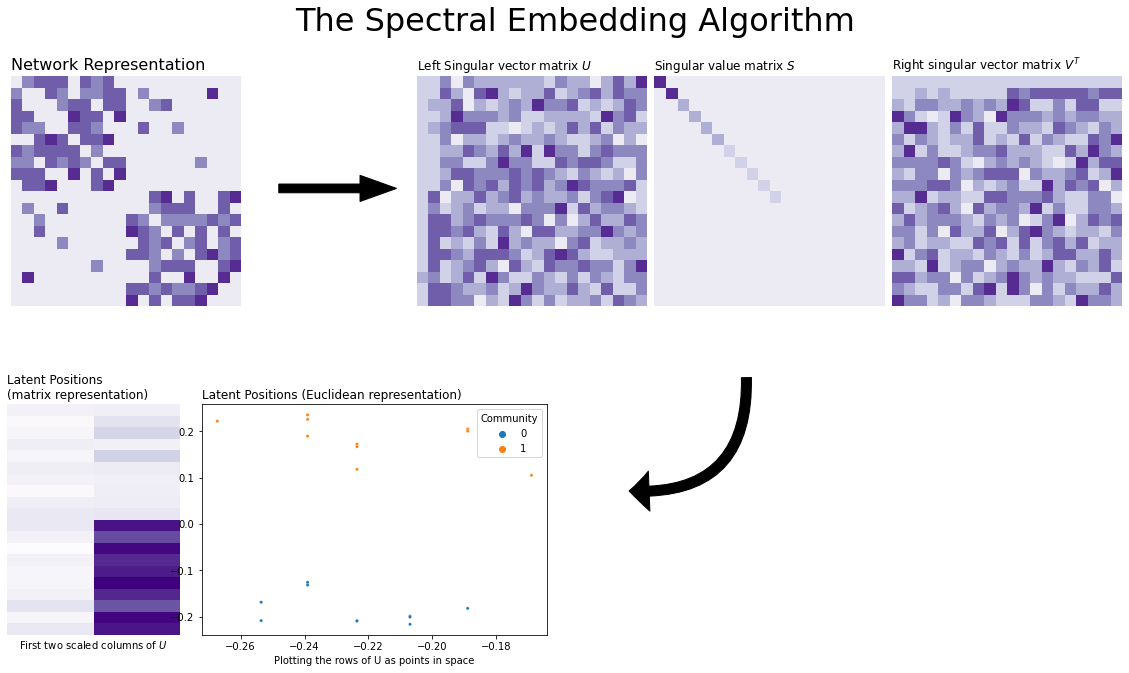 The Spectral Embedding Algorithm
Network Representation
Left Singular vector matrix U
Singular value matrix S
Right singular vector matrix V^T
Latent Positions
(matrix representation)
First two scaled columns of U
Latent Positions (Euclidean representation)
Community
0
1
0.2
0.1
0.0
−0.1
−0.2
−0.26
−0.24
−0.22
−0.20
−0.18
Plotting the rows of U as points in space